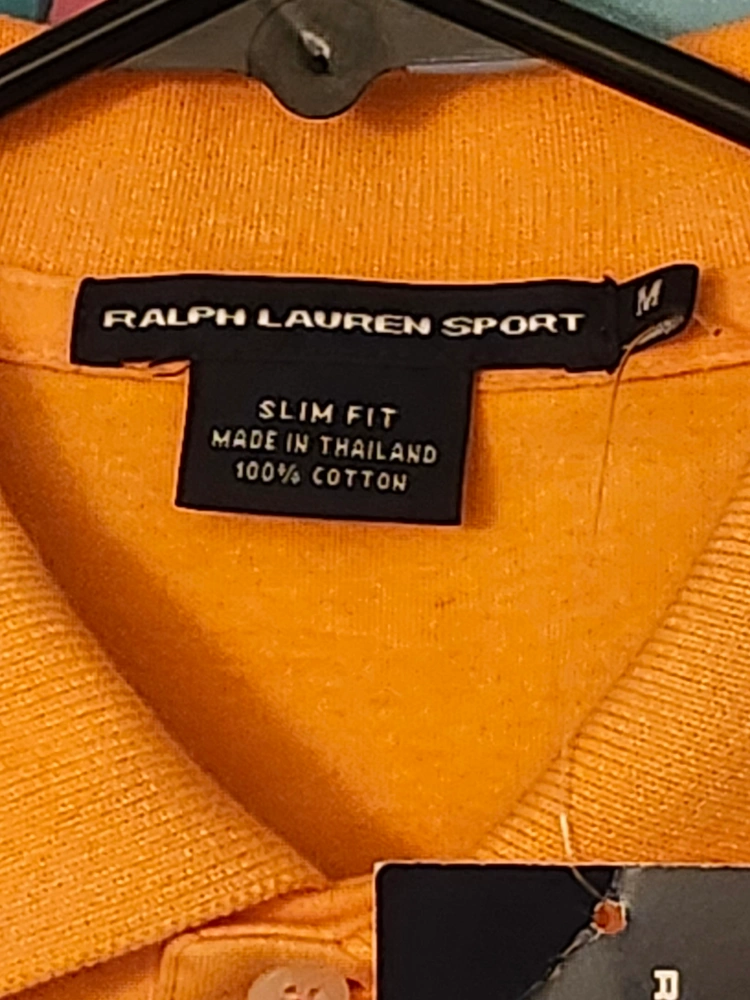 RALPH LAUREN SPORT
M
SLIM FIT
MADE IN THAILAND
100% COTTON
R